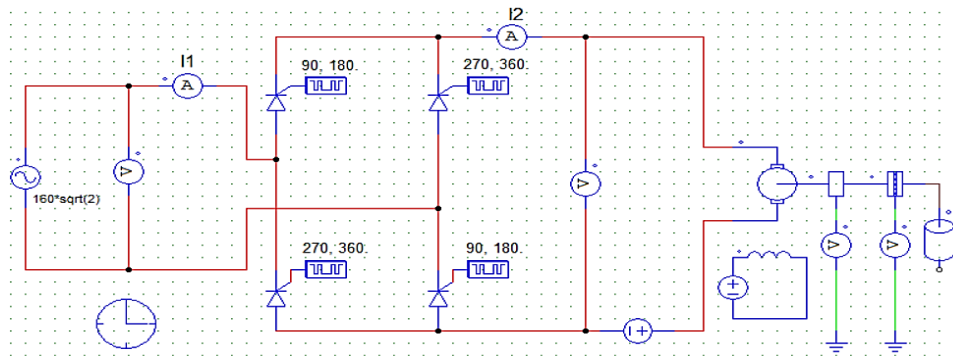 I2
I1
A
90, 180.
270, 360.
A
V
V
160*sqrt(2)
270, 360.
90, 180.
V
V